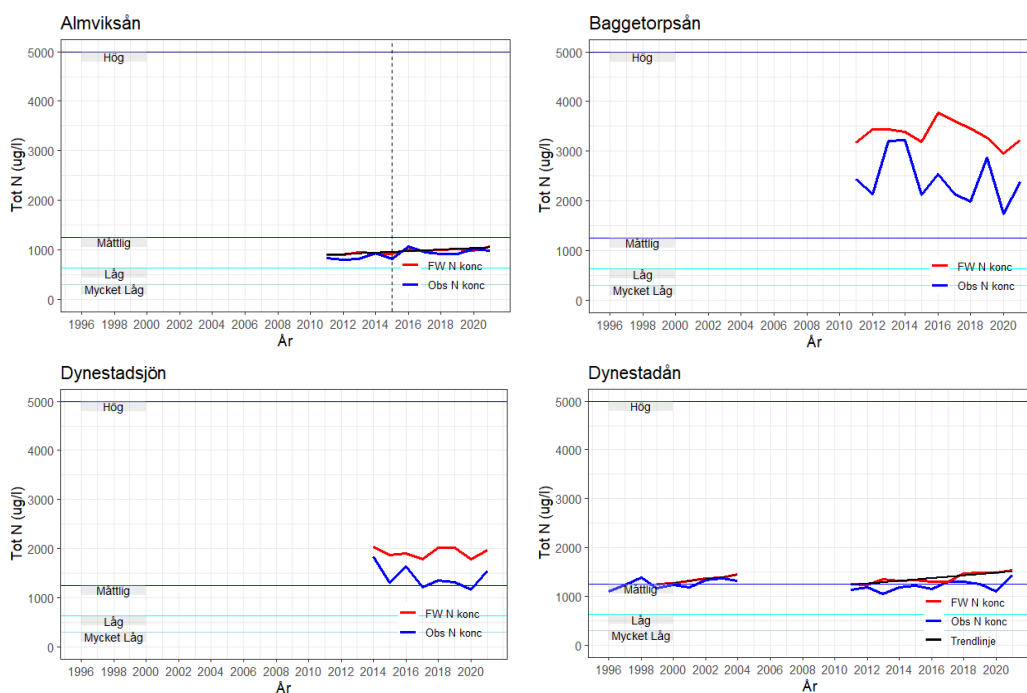 Almviksån
Tot N (ug/l)
5000
4000
3000
2000
1000
0
Hög
Måttlig
Låg
Mycket Låg
FW N konc
Obs N konc
1996 1998 2000 2002 2004 2006 2008 2010 2012 2014 2016 2018 2020
År
Baggetorpsån
Tot N (ug/l)
5000
4000
3000
2000
1000
0
Hög
Måttlig
Låg
Mycket Låg
FW N konc
Obs N konc
1996 1998 2000 2002 2004 2006 2008 2010 2012 2014 2016 2018 2020
År
Dynestadsjön
Tot N (ug/l)
5000
4000
3000
2000
1000
0
Hög
Måttlig
Låg
Mycket Låg
FW N konc
Obs N konc
1996 1998 2000 2002 2004 2006 2008 2010 2012 2014 2016 2018 2020
År
Dynestadån
Tot N (ug/l)
5000
4000
3000
2000
1000
0
Hög
Måttlig
Låg
Mycket Låg
FW N konc
Obs N konc
Trendlinje
1996 1998 2000 2002 2004 2006 2008 2010 2012 2014 2016 2018 2020
År